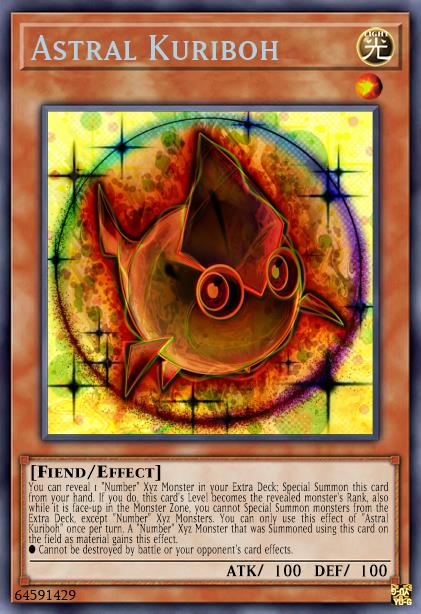 Astral Kuriboh
LIGHT
光
[Fiend/Effect]
You can reveal 1 "Number" Xyz Monster in your Extra Deck; Special Summon this card
from your hand. If you do, this card's Level becomes the revealed monster's Rank, also
while it is face-up in the Monster Zone, you cannot Special Summon monsters from the
Extra Deck, except "Number" Xyz Monsters. You can only use this effect of "Astral
Kuriboh" once per turn. A "Number" Xyz Monster that was Summoned using this card on
the field as material gains this effect.
● Cannot be destroyed by battle or your opponent's card effects.
ATK/ 100 DEF/ 100
64591429